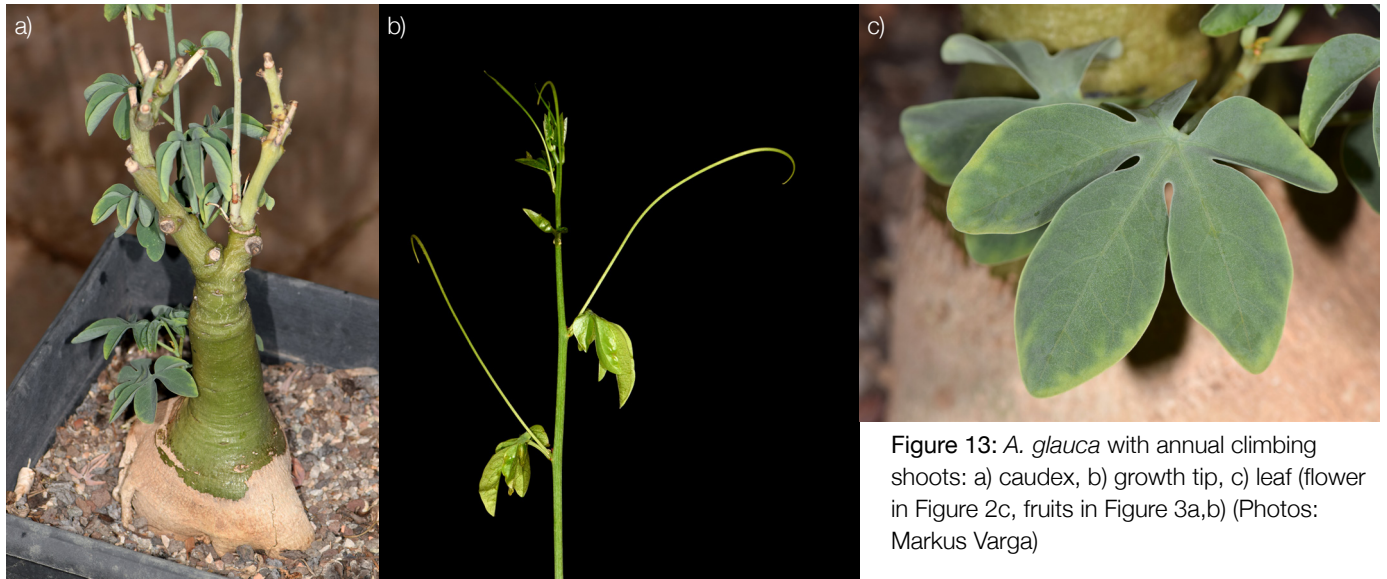 a)
b)
c)
Figure 13: A. glauca with annual climbing
shoots: a) caudex, b) growth tip, c) leaf (flower
in Figure 2c, fruits in Figure 3a,b) (Photos:
Markus Varga)